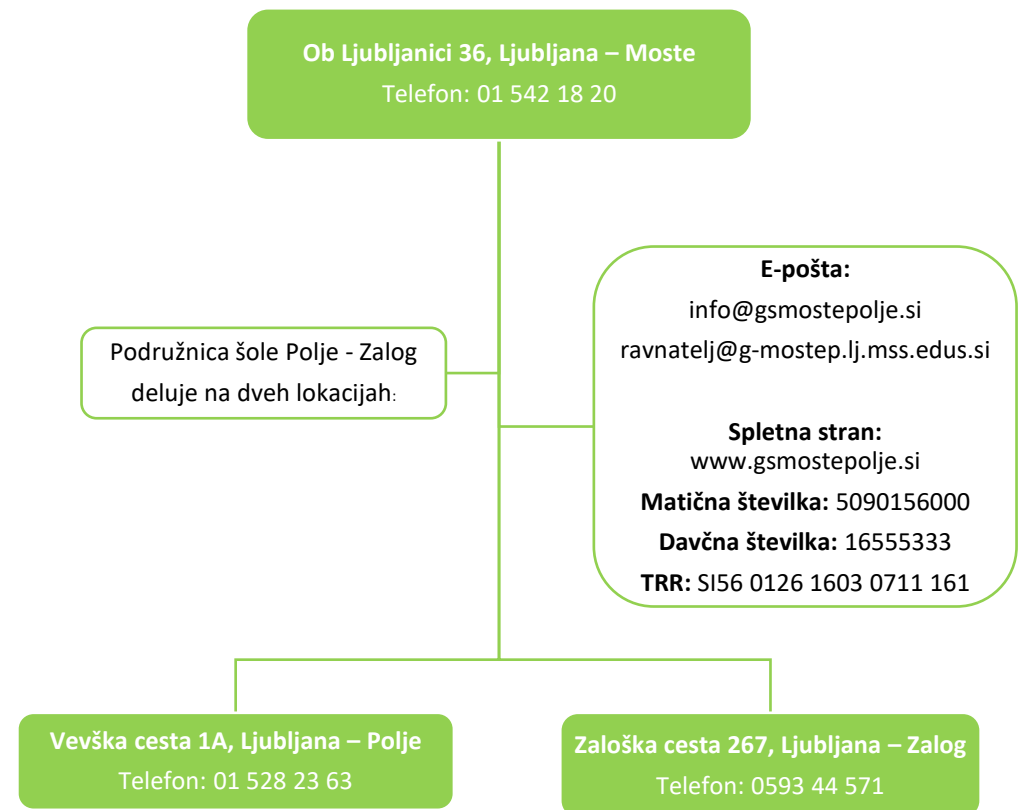 Ob Ljubljanici 36, Ljubljana – Moste
Telefon: 01 542 18 20
Podružnica šole Polje - Zalog
deluje na dveh lokacijah:
E-pošta:
info@gsmostepolje.si
ravnatelj@g-mostep.lj.mss.edus.si
Spletna stran:
www.gsmostepolje.si
Matična številka: 5090156000
Davčna številka: 16555333
TRR: SI56 0126 1603 0711 161
Vevška cesta 1A, Ljubljana – Polje
Telefon: 01 528 23 63
Zaloška cesta 267, Ljubljana – Zalog
Telefon: 0593 44 571